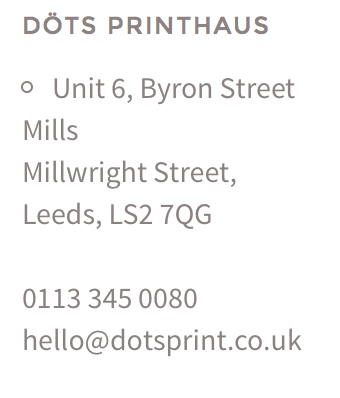 DÖTS PRINTHAUS
Unit 6, Byron Street
Mills
Millwright Street,
Leeds, LS2 7QG
0113 345 0080
hello@dotsprint.co.uk